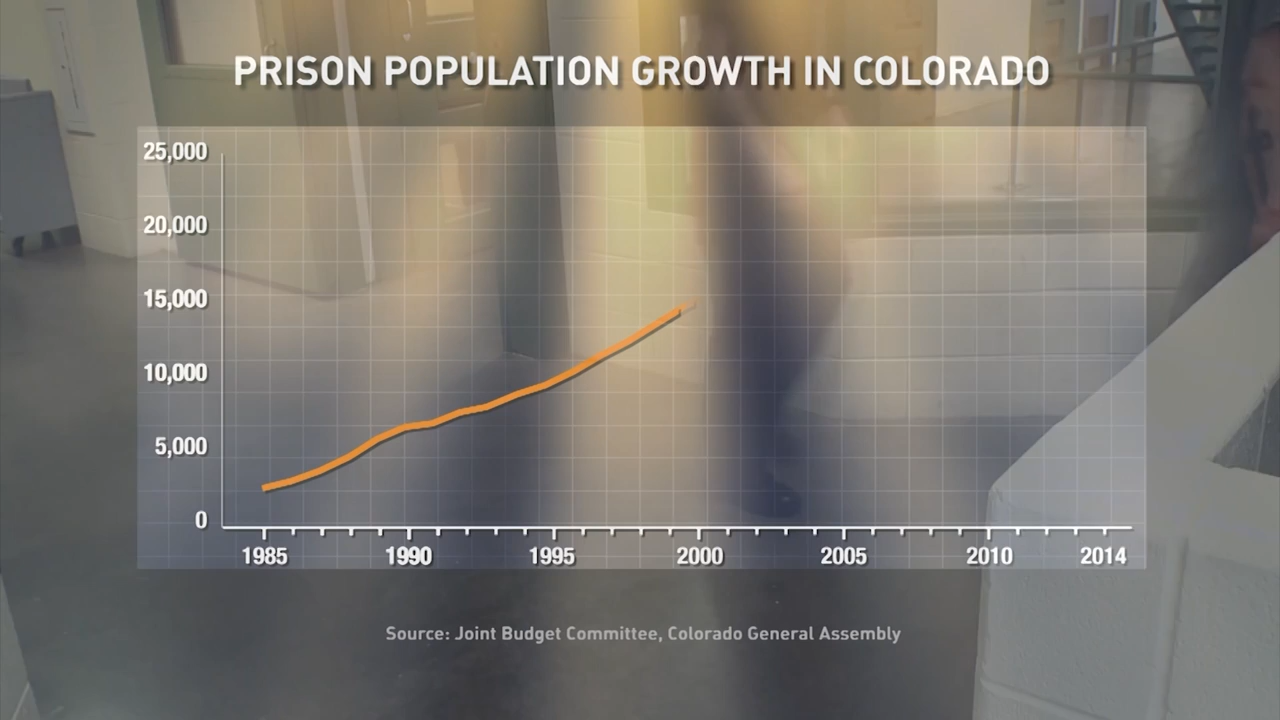 PRISON POPULATION GROWTH IN COLORADO
25,000
20,000
15,000
10,000
5,000
0
1985 1990 1995 2000 2005 2010 2014
Source: Joint Budget Committee, Colorado General Assembly